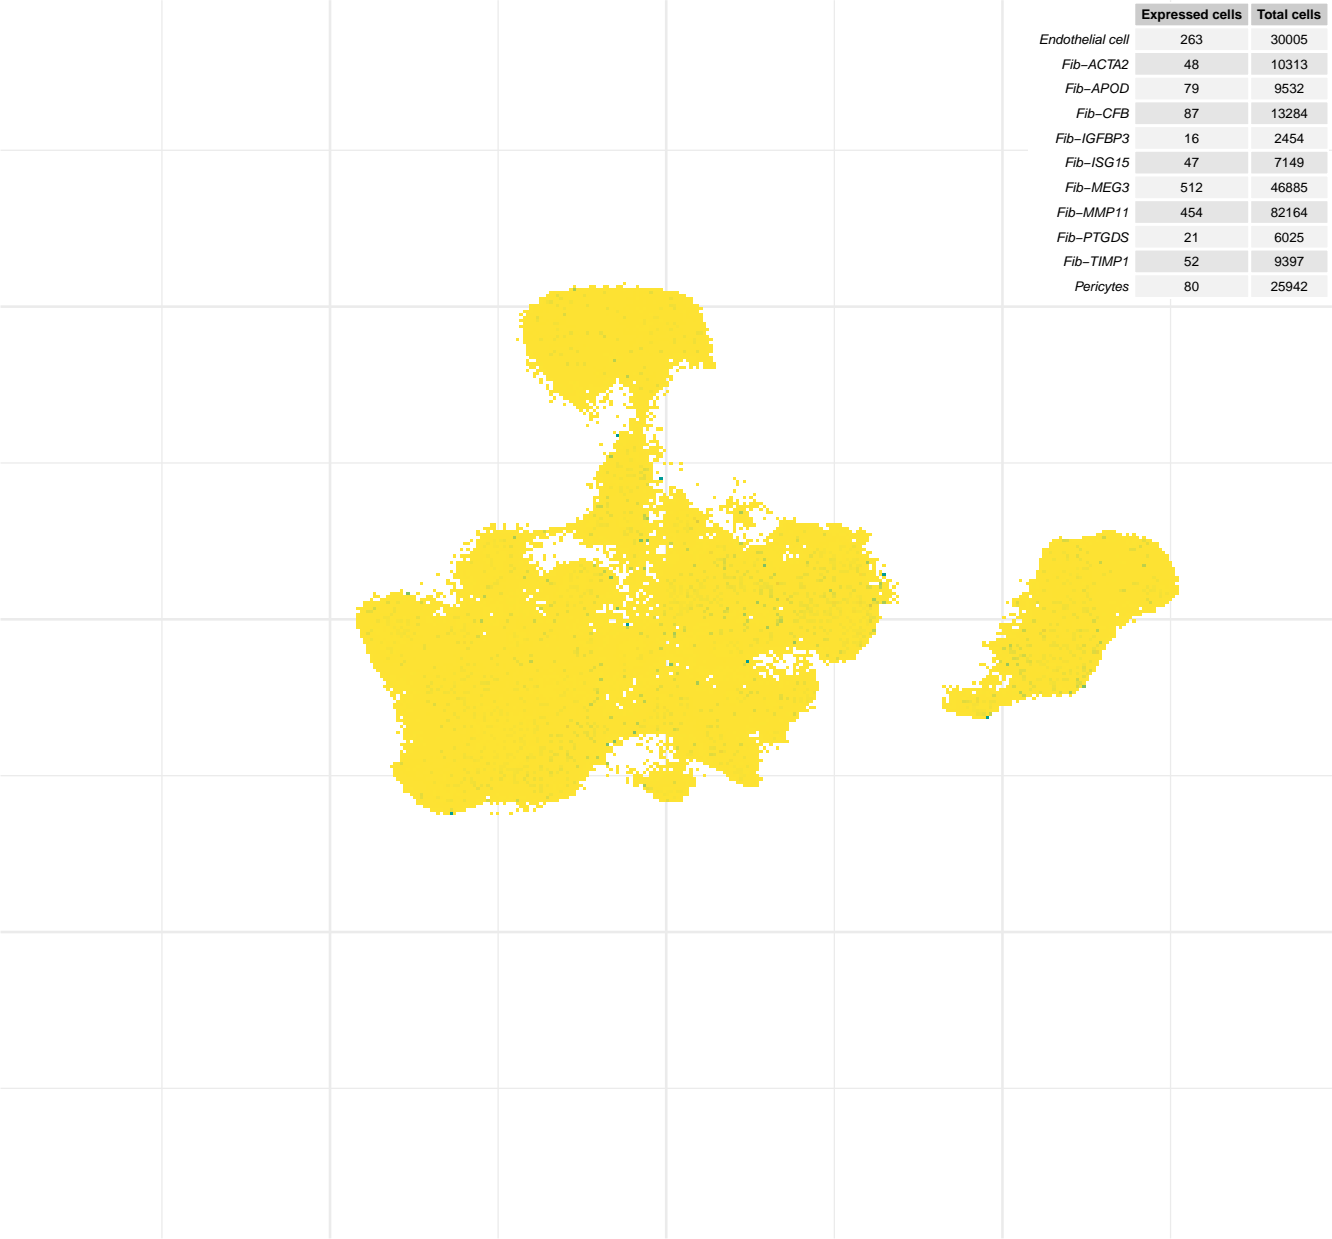 Expressed cells Total cells
Endothelial cell 263 30005
Fib−ACTA2 48 10313
Fib−APOD 79 9532
Fib−CFB 87 13284
Fib−IGFBP3 16 2454
Fib−ISG15 47 7149
Fib−MEG3 512 46885
Fib−MMP11 454 82164
Fib−PTGDS 21 6025
Fib−TIMP1 52 9397
Pericytes 80 25942